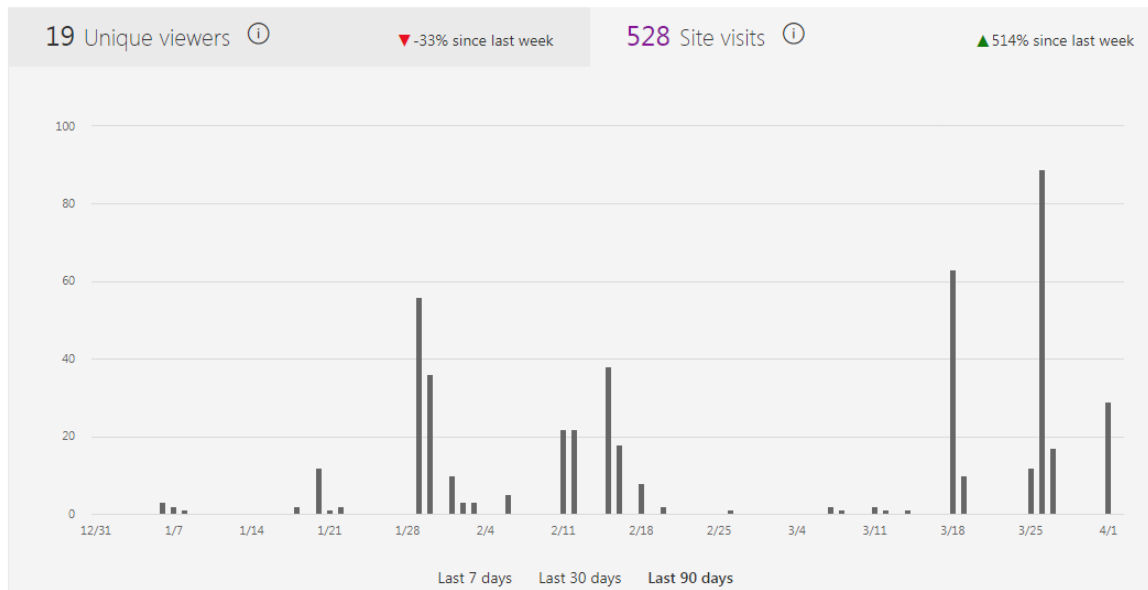 19 Unique viewers ⓘ ▼-33% since last week 528 Site visits ⓘ ▲514% since last week
100
80
60
40
20
0
12/31 1/7 1/14 1/21 1/28 2/4 2/11 2/18 2/25 3/4 3/11 3/18 3/25 4/1
Last 7 days Last 30 days Last 90 days